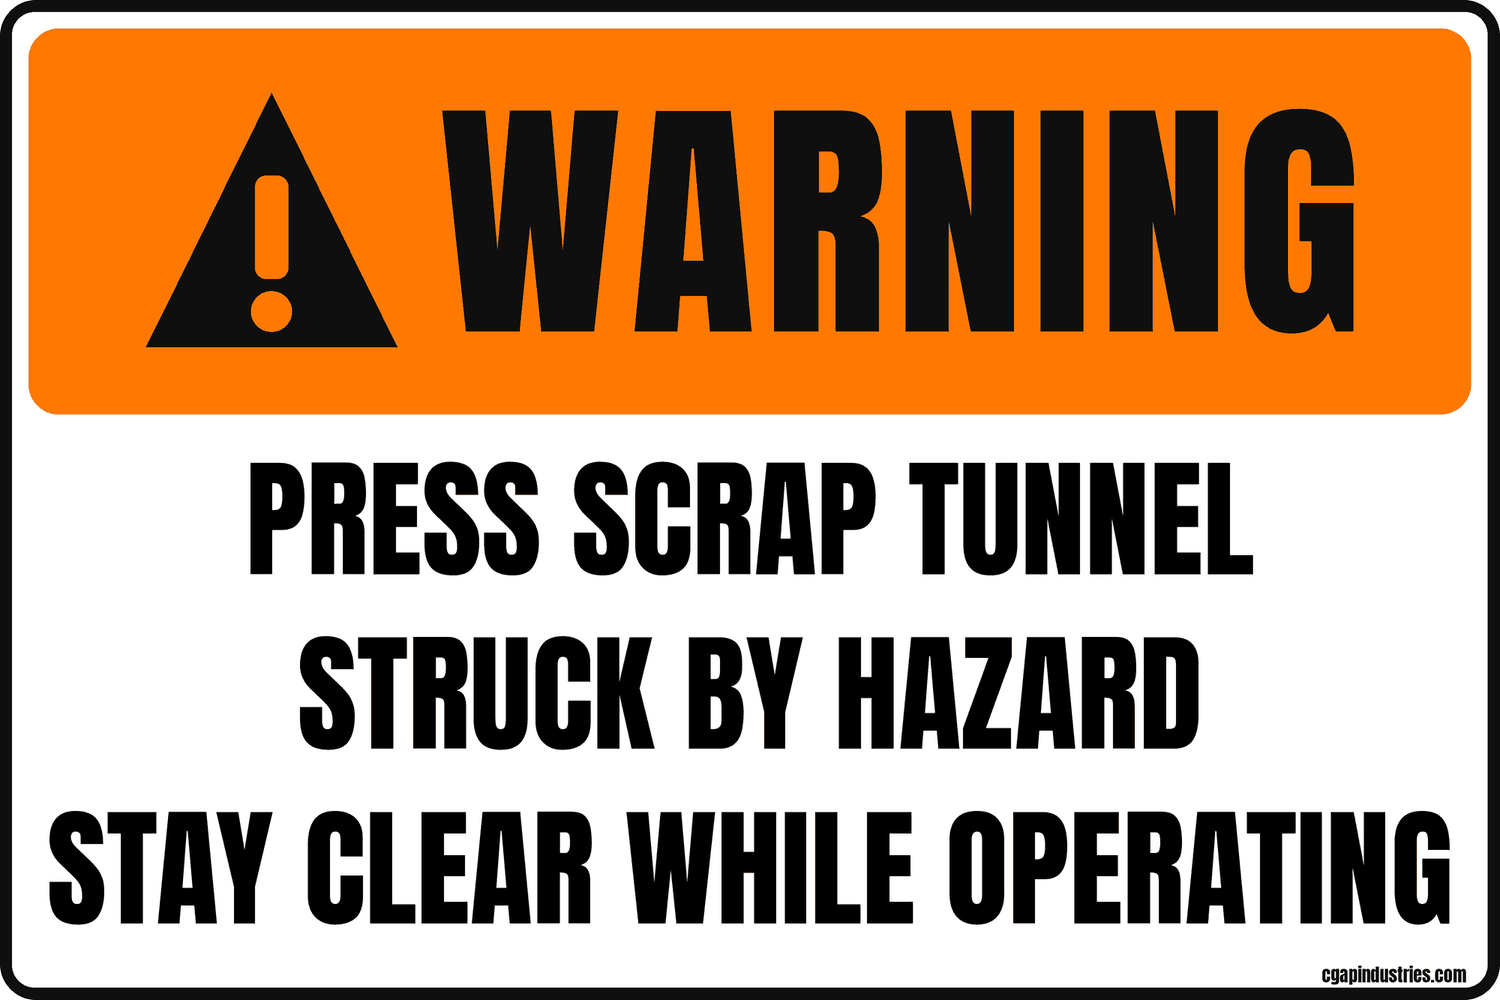 WARNING
PRESS SCRAP TUNNEL
STRUCK BY HAZARD
STAY CLEAR WHILE OPERATING
cgapindustries.com